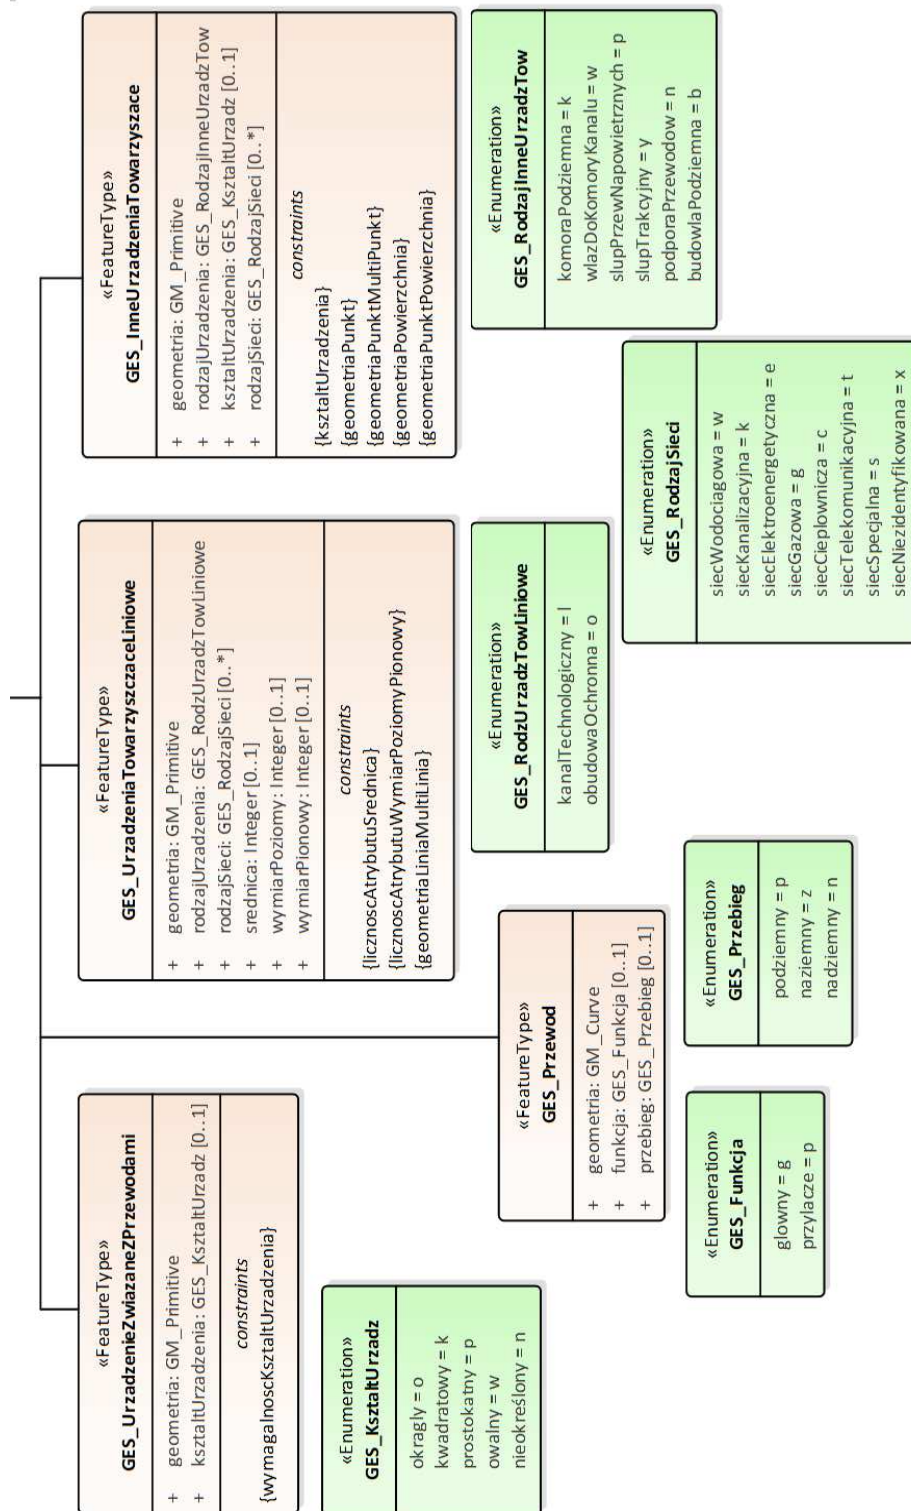 «FeatureType»
GES_UrzadzenieZwiazaneZPrzewodami
+ geometria: GM_Primitive
+ ksztaltUrzadzenia: GES_KsztaltUrzadz [0..1]
constraints
{wymagalnoscKsztaltUrzadzenia}
«FeatureType»
GES_UrzadzeniaTowarzyszczaceLiniowe
+ geometria: GM_Primitive
+ rodzajUrzadzenia: GES_RodzUrzadzTowLiniowe
+ rodzajSieci: GES_RodzajSieci [0..*]
+ srednica: Integer [0..1]
+ wymiarPoziomy: Integer [0..1]
+ wymiarPionowy: Integer [0..1]
constraints
{licznoscAtrybutuSrednica}
{licznoscAtrybutuWymiarPoziomyPionowy}
{geometriaLiniaMultiLinia}
«FeatureType»
GES_InneUrzadzeniaTowarzyszace
+ geometria: GM_Primitive
+ rodzajUrzadzenia: GES_RodzajInneUrzadzTow
+ ksztaltUrzadzenia: GES_KsztaltUrzadz [0..1]
+ rodzajSieci: GES_RodzajSieci [0..*]
constraints
{ksztaltUrzadzenia}
{geometriaPunkt}
{geometriaPunktMultiPunkt}
{geometriaPowierzchnia}
{geometriaPunktPowierzchnia}
«Enumeration»
GES_KsztaltUrzadz
okragly = o
kwadratowy = k
prostokatny = p
owalny = w
nieokreślony = n
«FeatureType»
GES_Przewod
+ geometria: GM_Curve
+ funkcja: GES_Funkcja [0..1]
+ przebieg: GES_Przebieg [0..1]
«Enumeration»
GES_RodzUrzadzTowLiniowe
kanalTechnologiczny = l
obudowaOchronna = o
«Enumeration»
GES_RodzajInneUrzadzTow
komoraPodziemna = k
wlazDoKomoryKanalu = w
slupPrzewNapowietrznych = p
slupTrakcyjny = y
podporaPrzewodow = n
budowlaPodziemna = b
«Enumeration»
GES_Funkcja
glowny = g
przylacze = p
«Enumeration»
GES_Przebieg
podziemny = p
naziemny = z
nadziemny = n
«Enumeration»
GES_RodzajSieci
siecWodociagowa = w
siecKanalizacyjna = k
siecElektroenergetyczna = e
siecGazowa = g
siecCieplownicza = c
siecTelekomunikacyjna = t
siecSpecjalna = s
siecNiezidentyfikowana = x